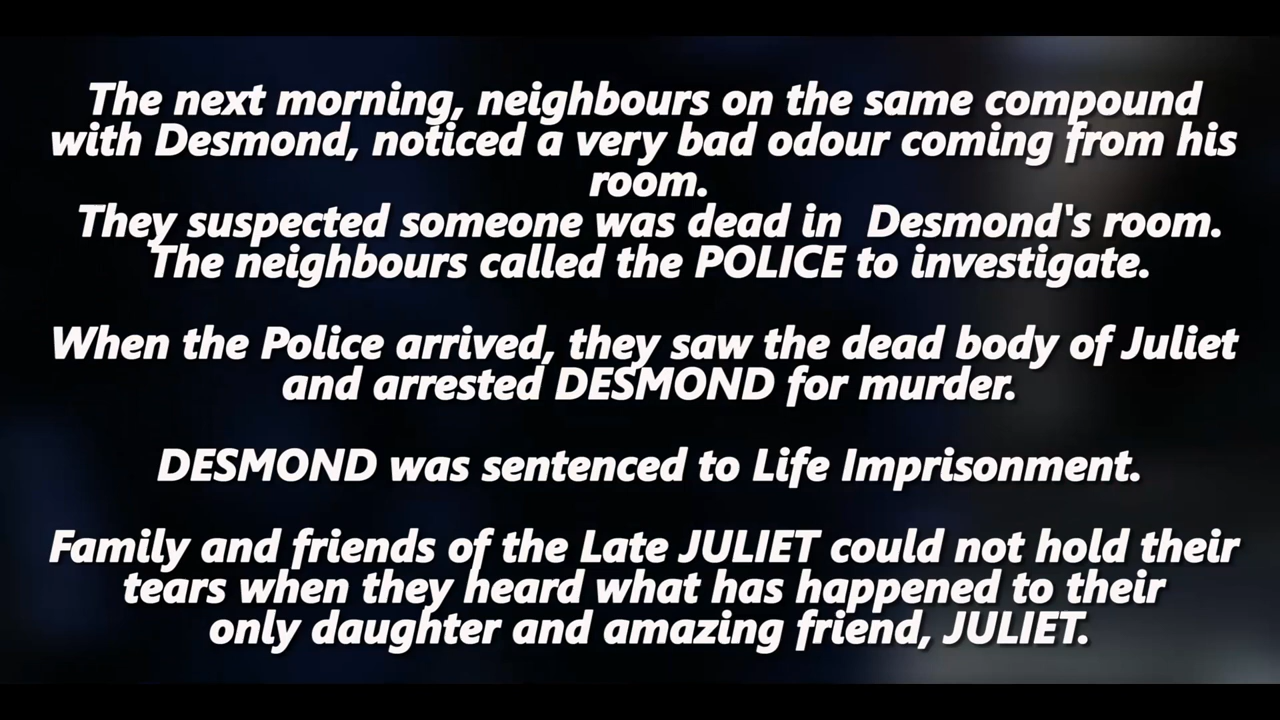 The next morning, neighbours on the same compound
with Desmond, noticed a very bad odour coming from his
room.
They suspected someone was dead in  Desmond's room.
The neighbours called the POLICE to investigate.
When the Police arrived, they saw the dead body of Juliet
and arrested DESMOND for murder.
DESMOND was sentenced to Life Imprisonment.
Family and friends of the Late JULIET could not hold their
tears when they heard what has happened to their
only daughter and amazing friend, JULIET.